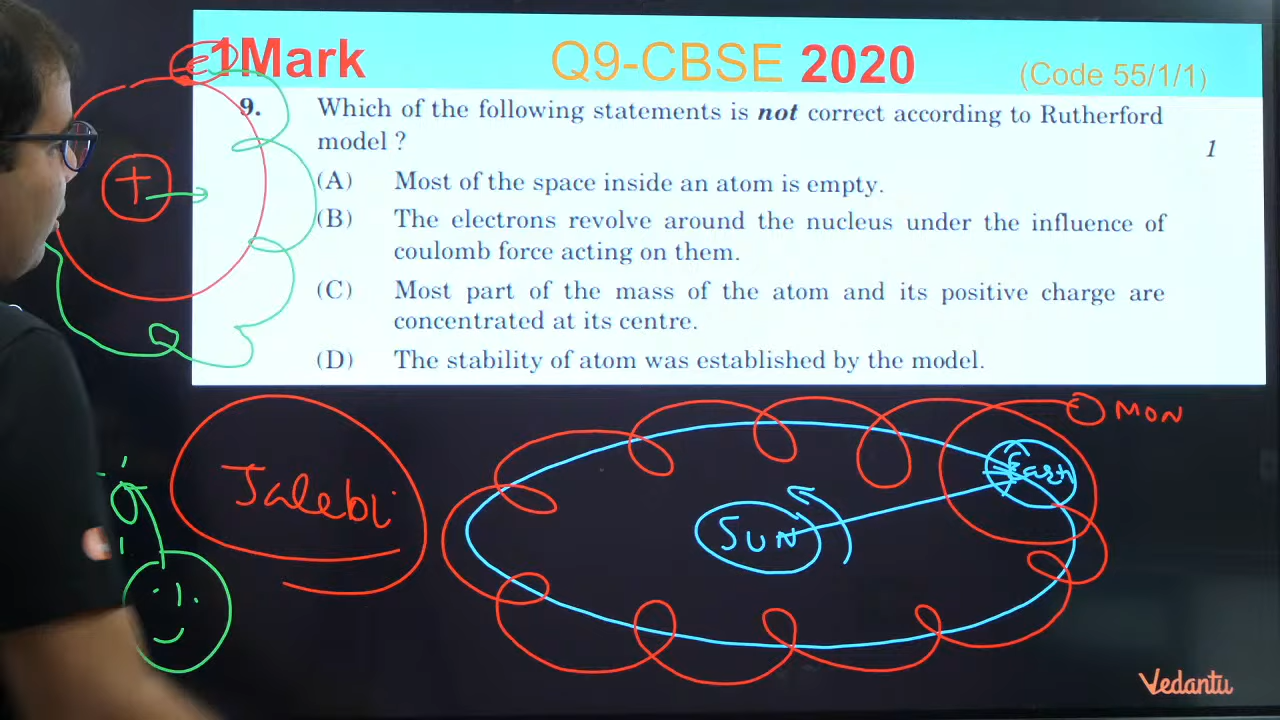 1Mark
Q9-CBSE 2020
(Code 55/1/1)
e
9. Which of the following statements is not correct according to Rutherford
model ?
1
+
(A) Most of the space inside an atom is empty.
(B) The electrons revolve around the nucleus under the influence of
coulomb force acting on them.
(C) Most part of the mass of the atom and its positive charge are
concentrated at its centre.
(D) The stability of atom was established by the model.
MON
Earth
Jalebi
SUN
Vedantu